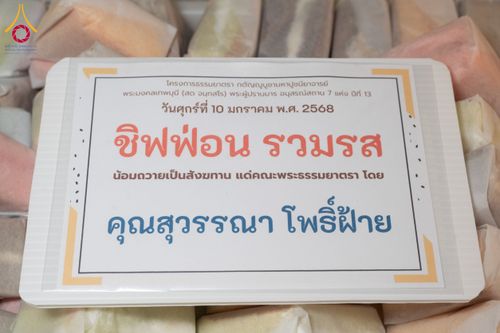 โครงการธรรมยาตรา กตัญญูบูชามหาปูชนียาจารย์
พระมงคลเทพมุนี (สด จนฺทสโร) พระผู้ปราบมาร อนุสรณ์สถาน 7 แห่ง ปีที่ 13
วันศุกร์ที่ 10 มกราคม พ.ศ. 2568
ชิฟฟ่อน รวมรส
น้อมถวายเป็นสังฆทาน แด่คณะพระธรรมยาตรา โดย
คุณสุวรรณา โพธิ์ฝ้าย